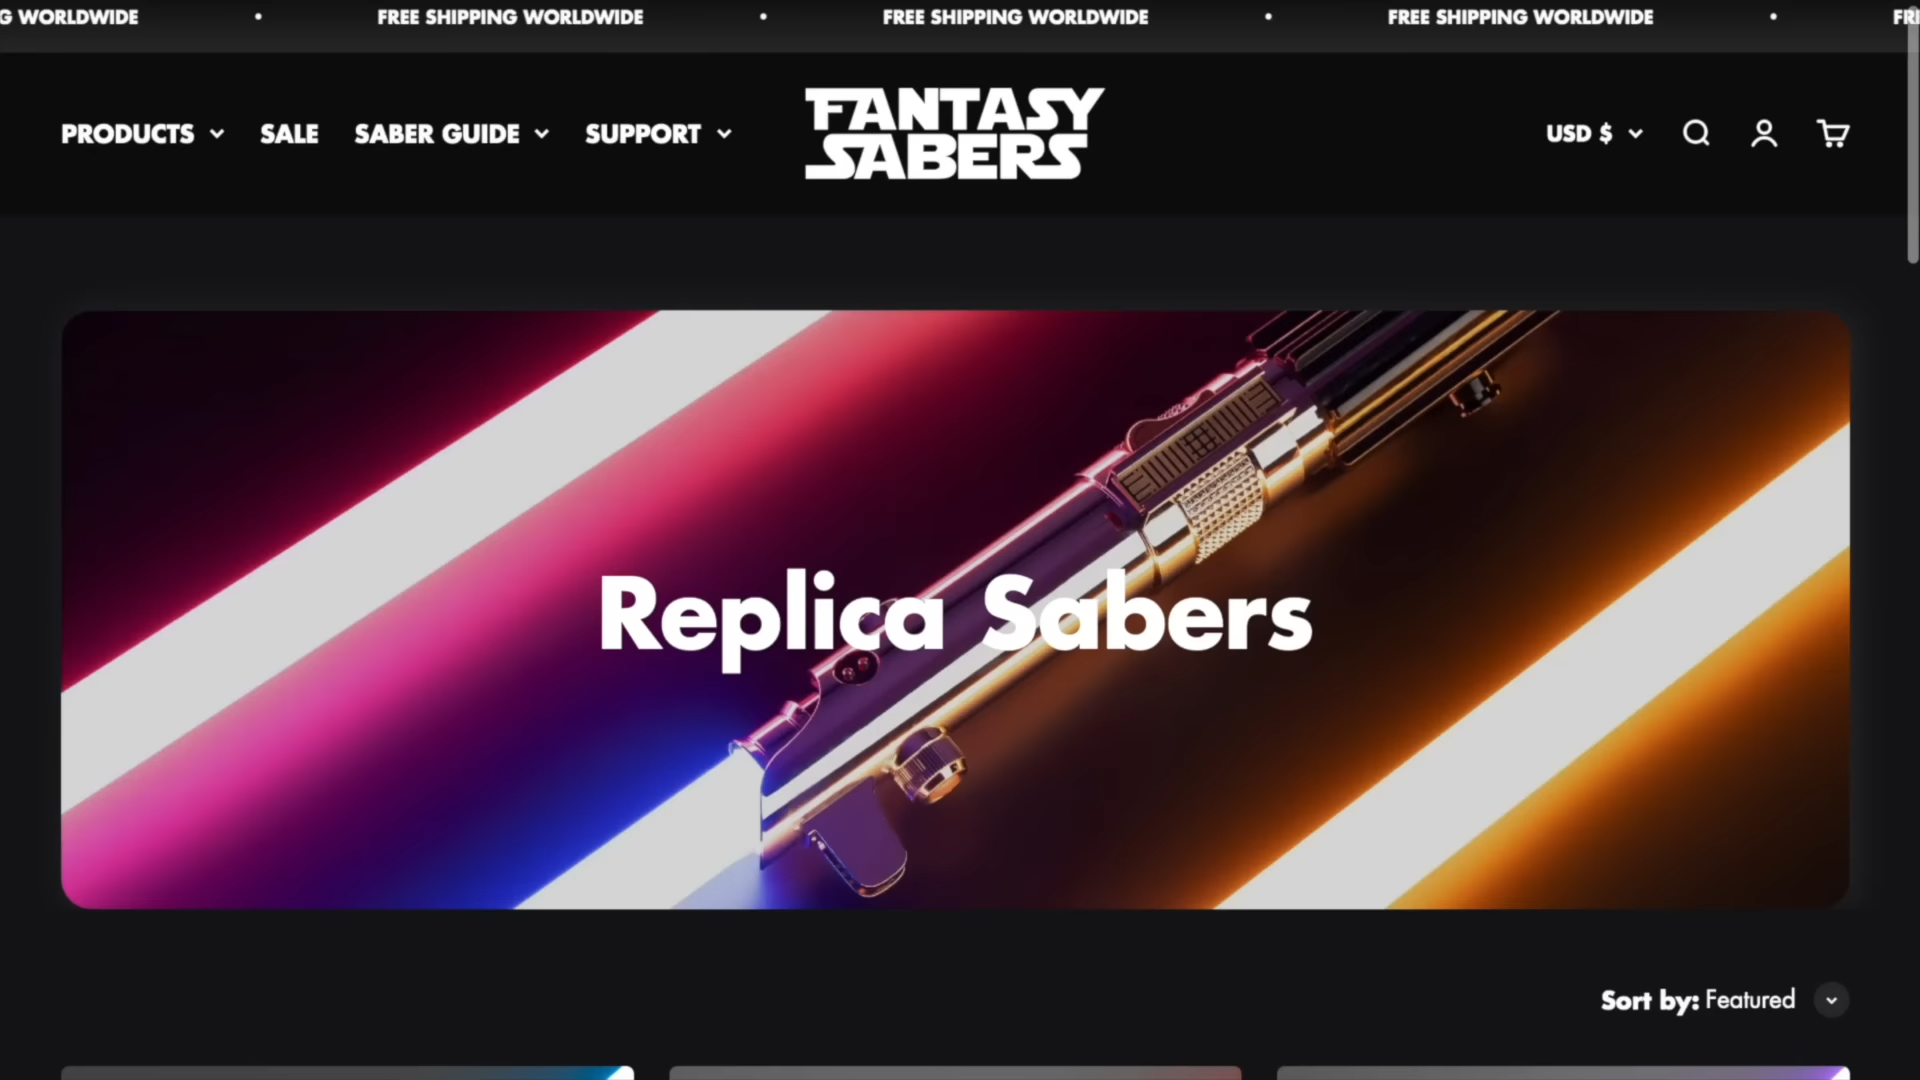 G WORLDWIDE • FREE SHIPPING WORLDWIDE • FREE SHIPPING WORLDWIDE • FREE SHIPPING WORLDWIDE • FRE
PRODUCTS
SALE
SABER GUIDE
SUPPORT
FANTASY
SABERS
USD $
Replica Sabers
Sort by: Featured